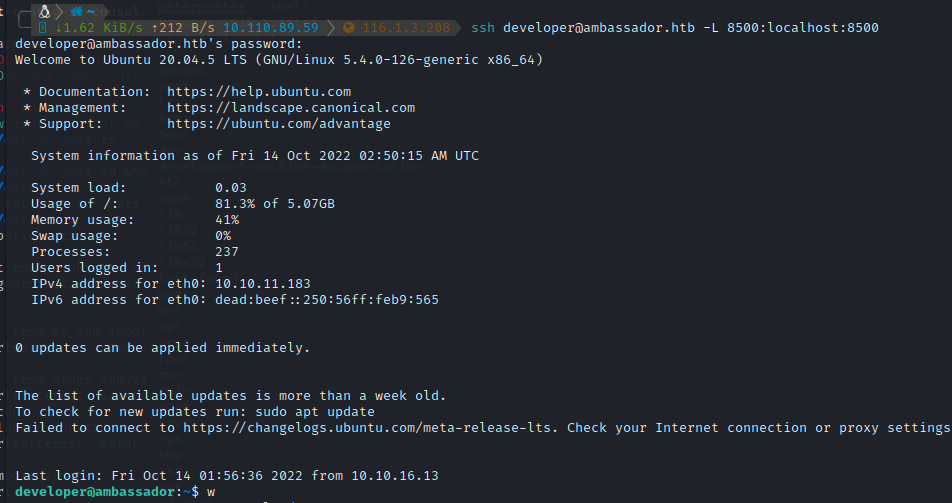 ~
↓1.62 KiB/s ↑212 B/s 10.110.89.59 116.1.3.208 ssh developer@ambassador.htb -L 8500:localhost:8500
developer@ambassador.htb's password:
Welcome to Ubuntu 20.04.5 LTS (GNU/Linux 5.4.0-126-generic x86_64)
* Documentation: https://help.ubuntu.com
* Management: https://landscape.canonical.com
* Support: https://ubuntu.com/advantage
System information as of Fri 14 Oct 2022 02:50:15 AM UTC
System load: 0.03
Usage of /: 81.3% of 5.07GB
Memory usage: 41%
Swap usage: 0%
Processes: 237
Users logged in: 1
IPv4 address for eth0: 10.10.11.183
IPv6 address for eth0: dead:beef::250:56ff:feb9:565
0 updates can be applied immediately.
The list of available updates is more than a week old.
To check for new updates run: sudo apt update
Failed to connect to https://changelogs.ubuntu.com/meta-release-lts. Check your Internet connection or proxy settings
Last login: Fri Oct 14 01:56:36 2022 from 10.10.16.13
developer@ambassador:~$ w